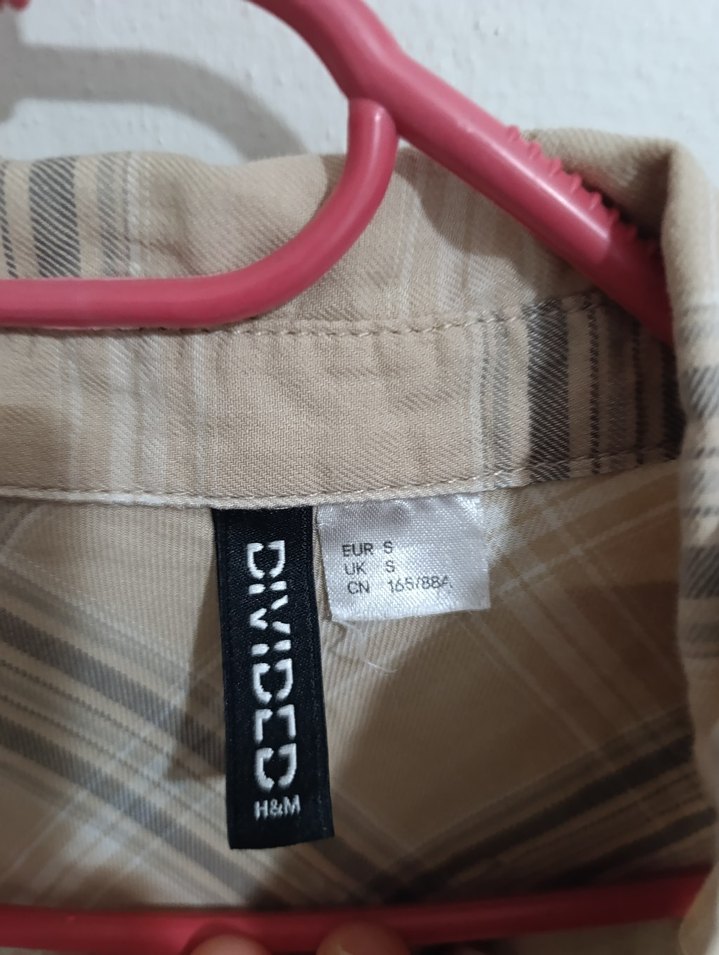 DIVIDED
H&M
EUR S
UK S
CN 165/88A